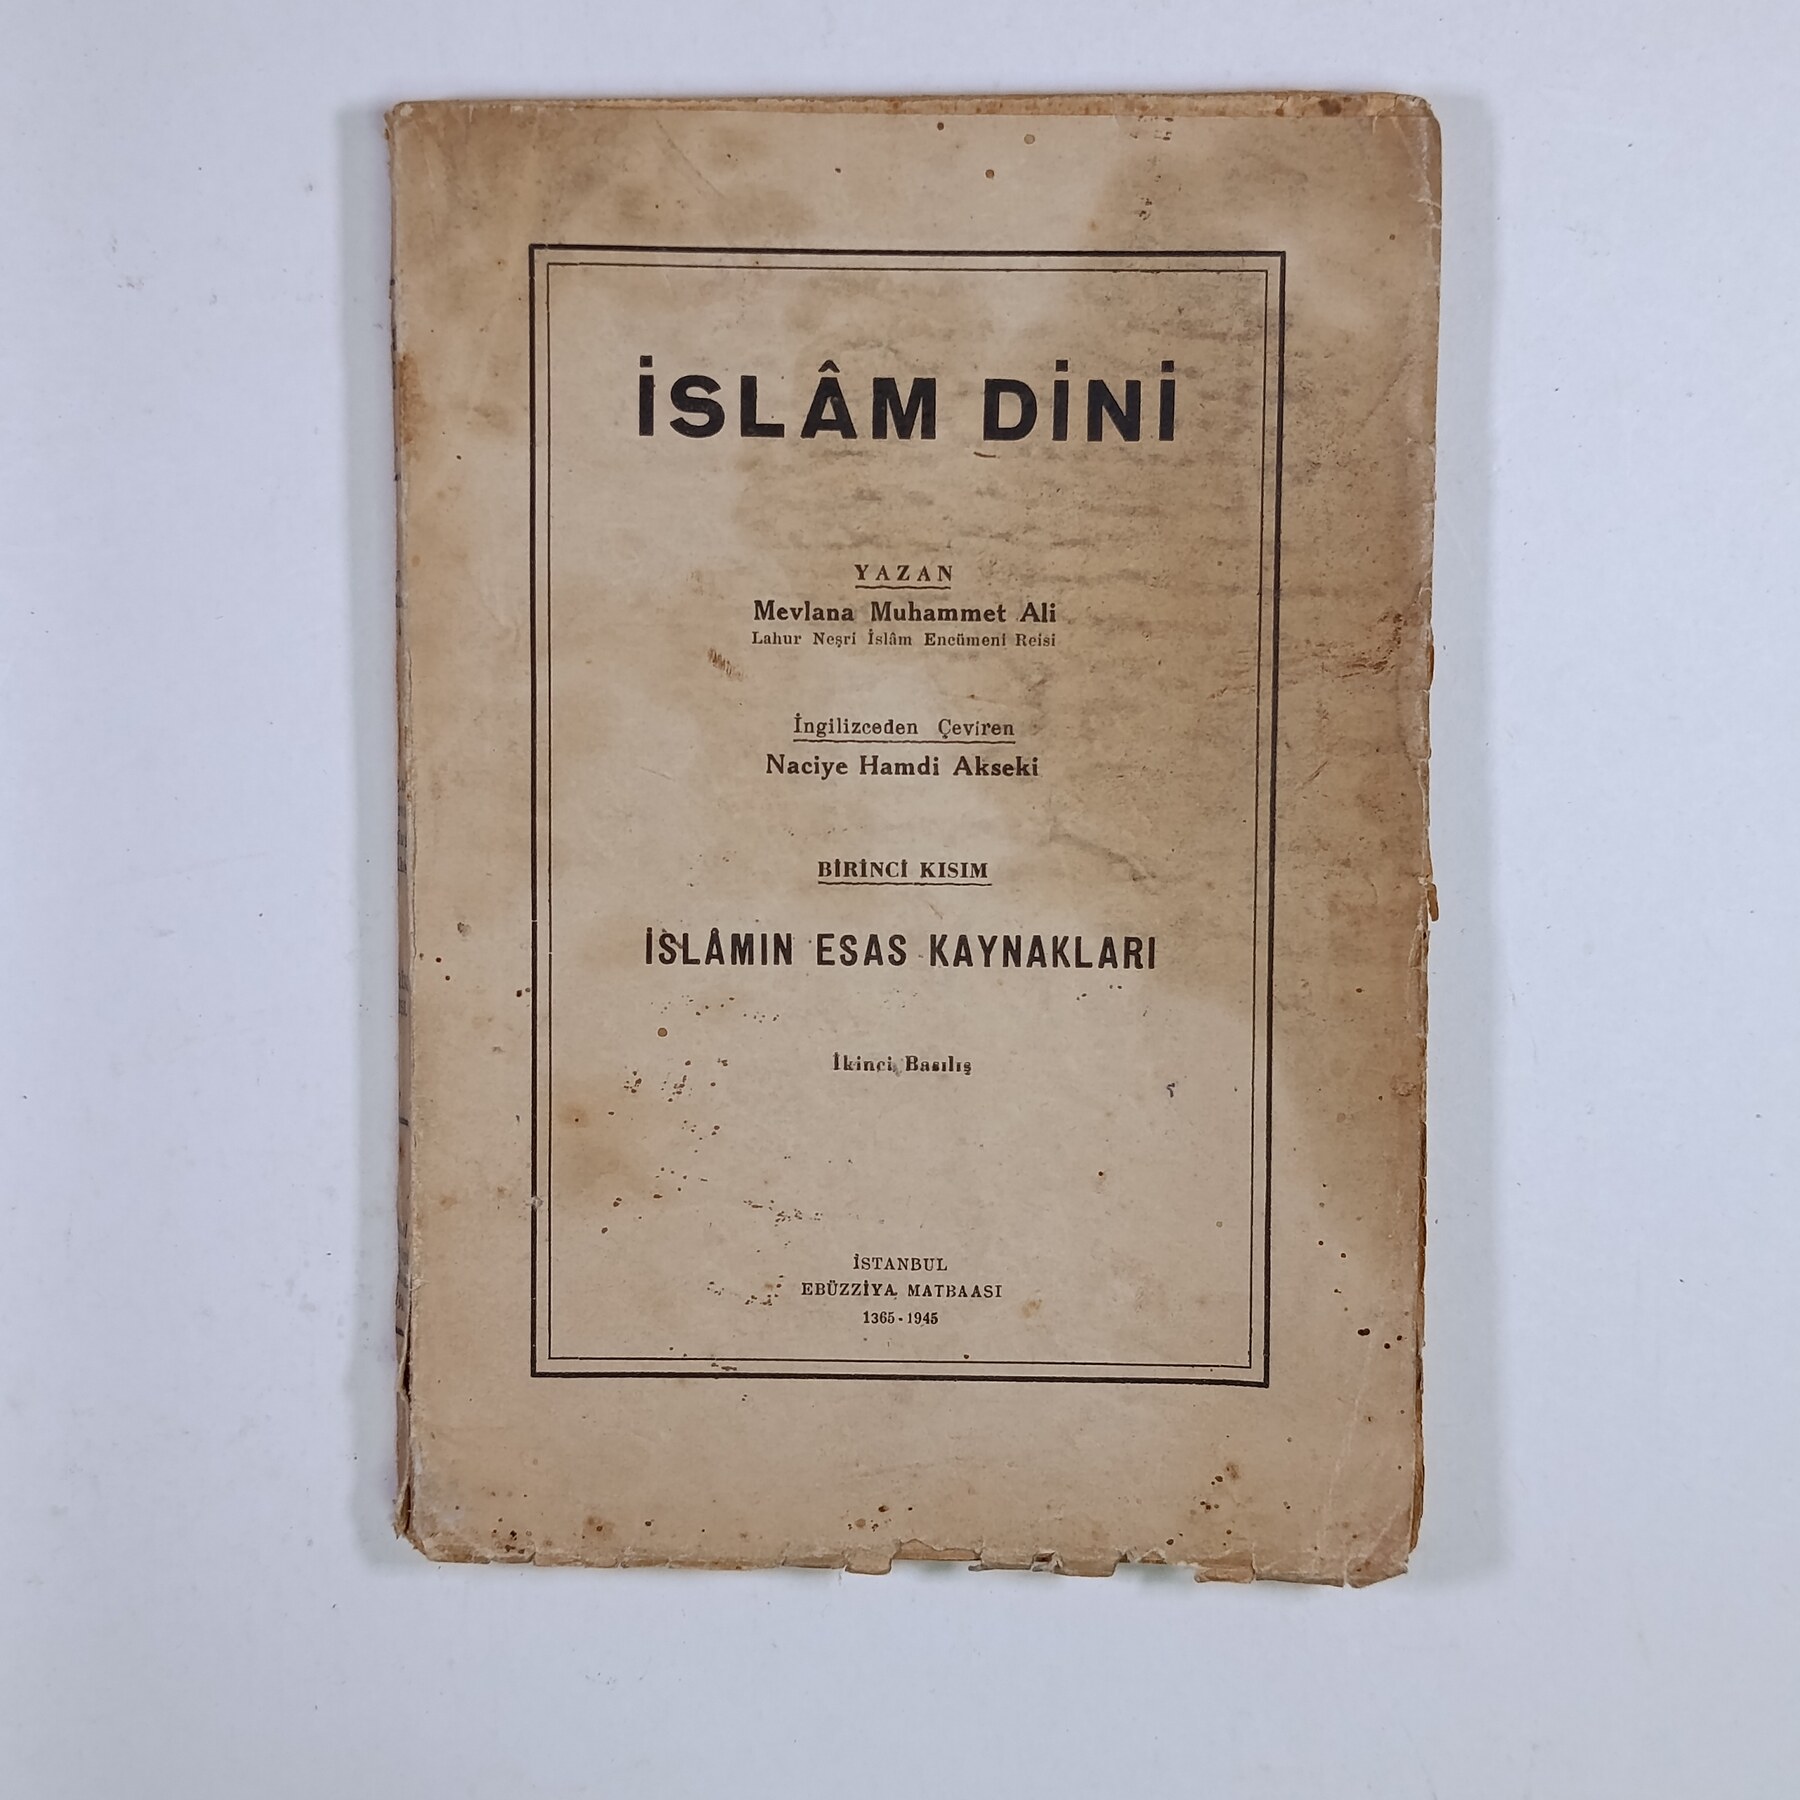 İSLÂM DİNİ
YAZAN
Mevlana Muhammet Ali
Lahur Neşri İslâm Encümeni Reisi
İngilizceden Çeviren
Naciye Hamdi Akseki
BİRİNCİ KISIM
İSLÂMIN ESAS KAYNAKLARI
İkinci Basılış
İSTANBUL
EBÜZZİYA MATBAASI
1365 - 1945